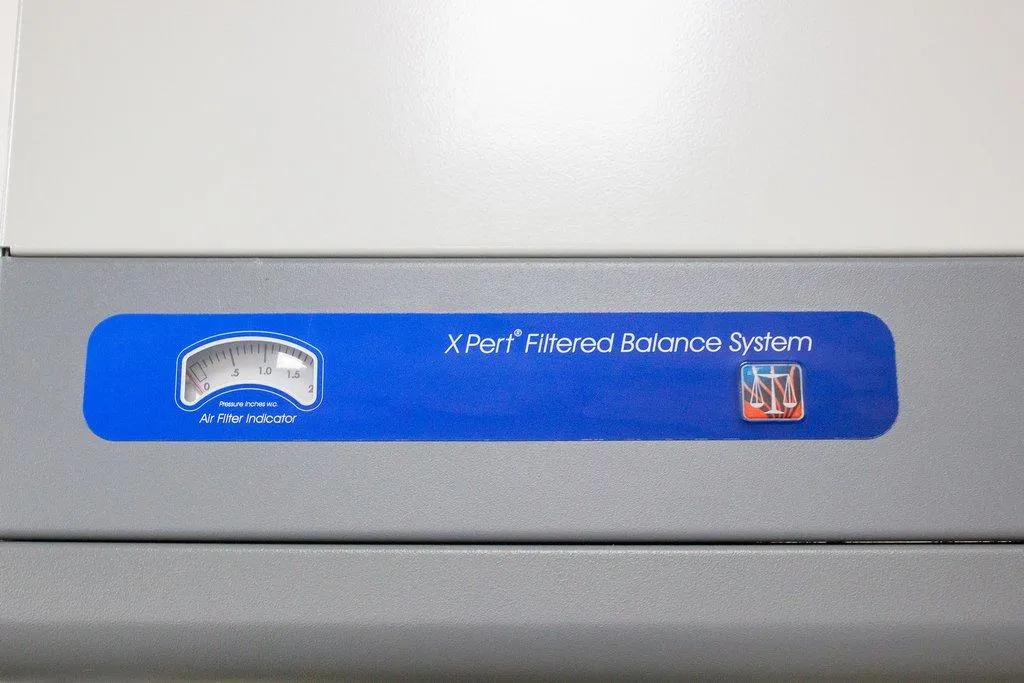 XPert® Filtered Balance System
0 .5 1.0 1.5 2
Pressure Inches w.c.
Air Filter Indicator